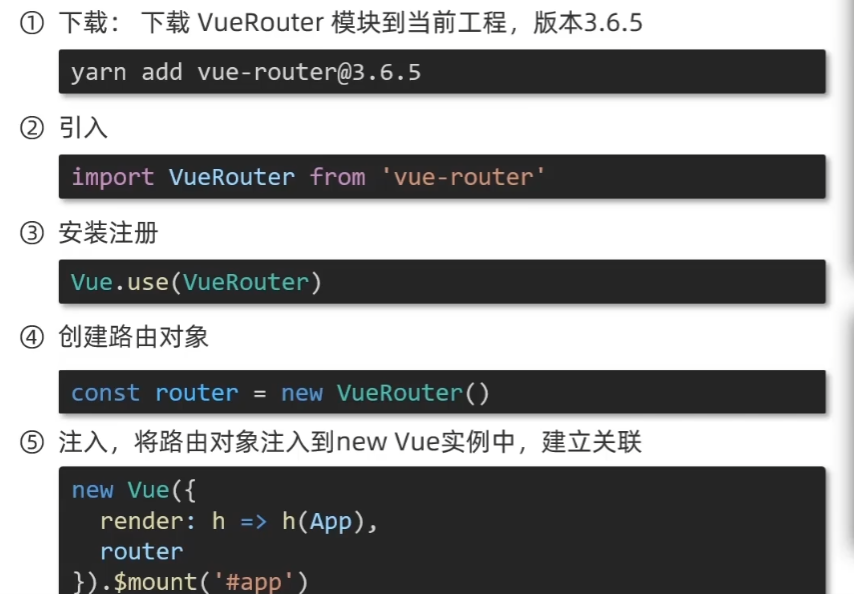 ① 下载： 下载 VueRouter 模块到当前工程，版本3.6.5
yarn add vue-router@3.6.5
② 引入
import VueRouter from 'vue-router'
③ 安装注册
Vue.use(VueRouter)
④ 创建路由对象
const router = new VueRouter()
⑤ 注入，将路由对象注入到new Vue实例中，建立关联
new Vue({
  render: h => h(App),
  router
}).$mount('#app')